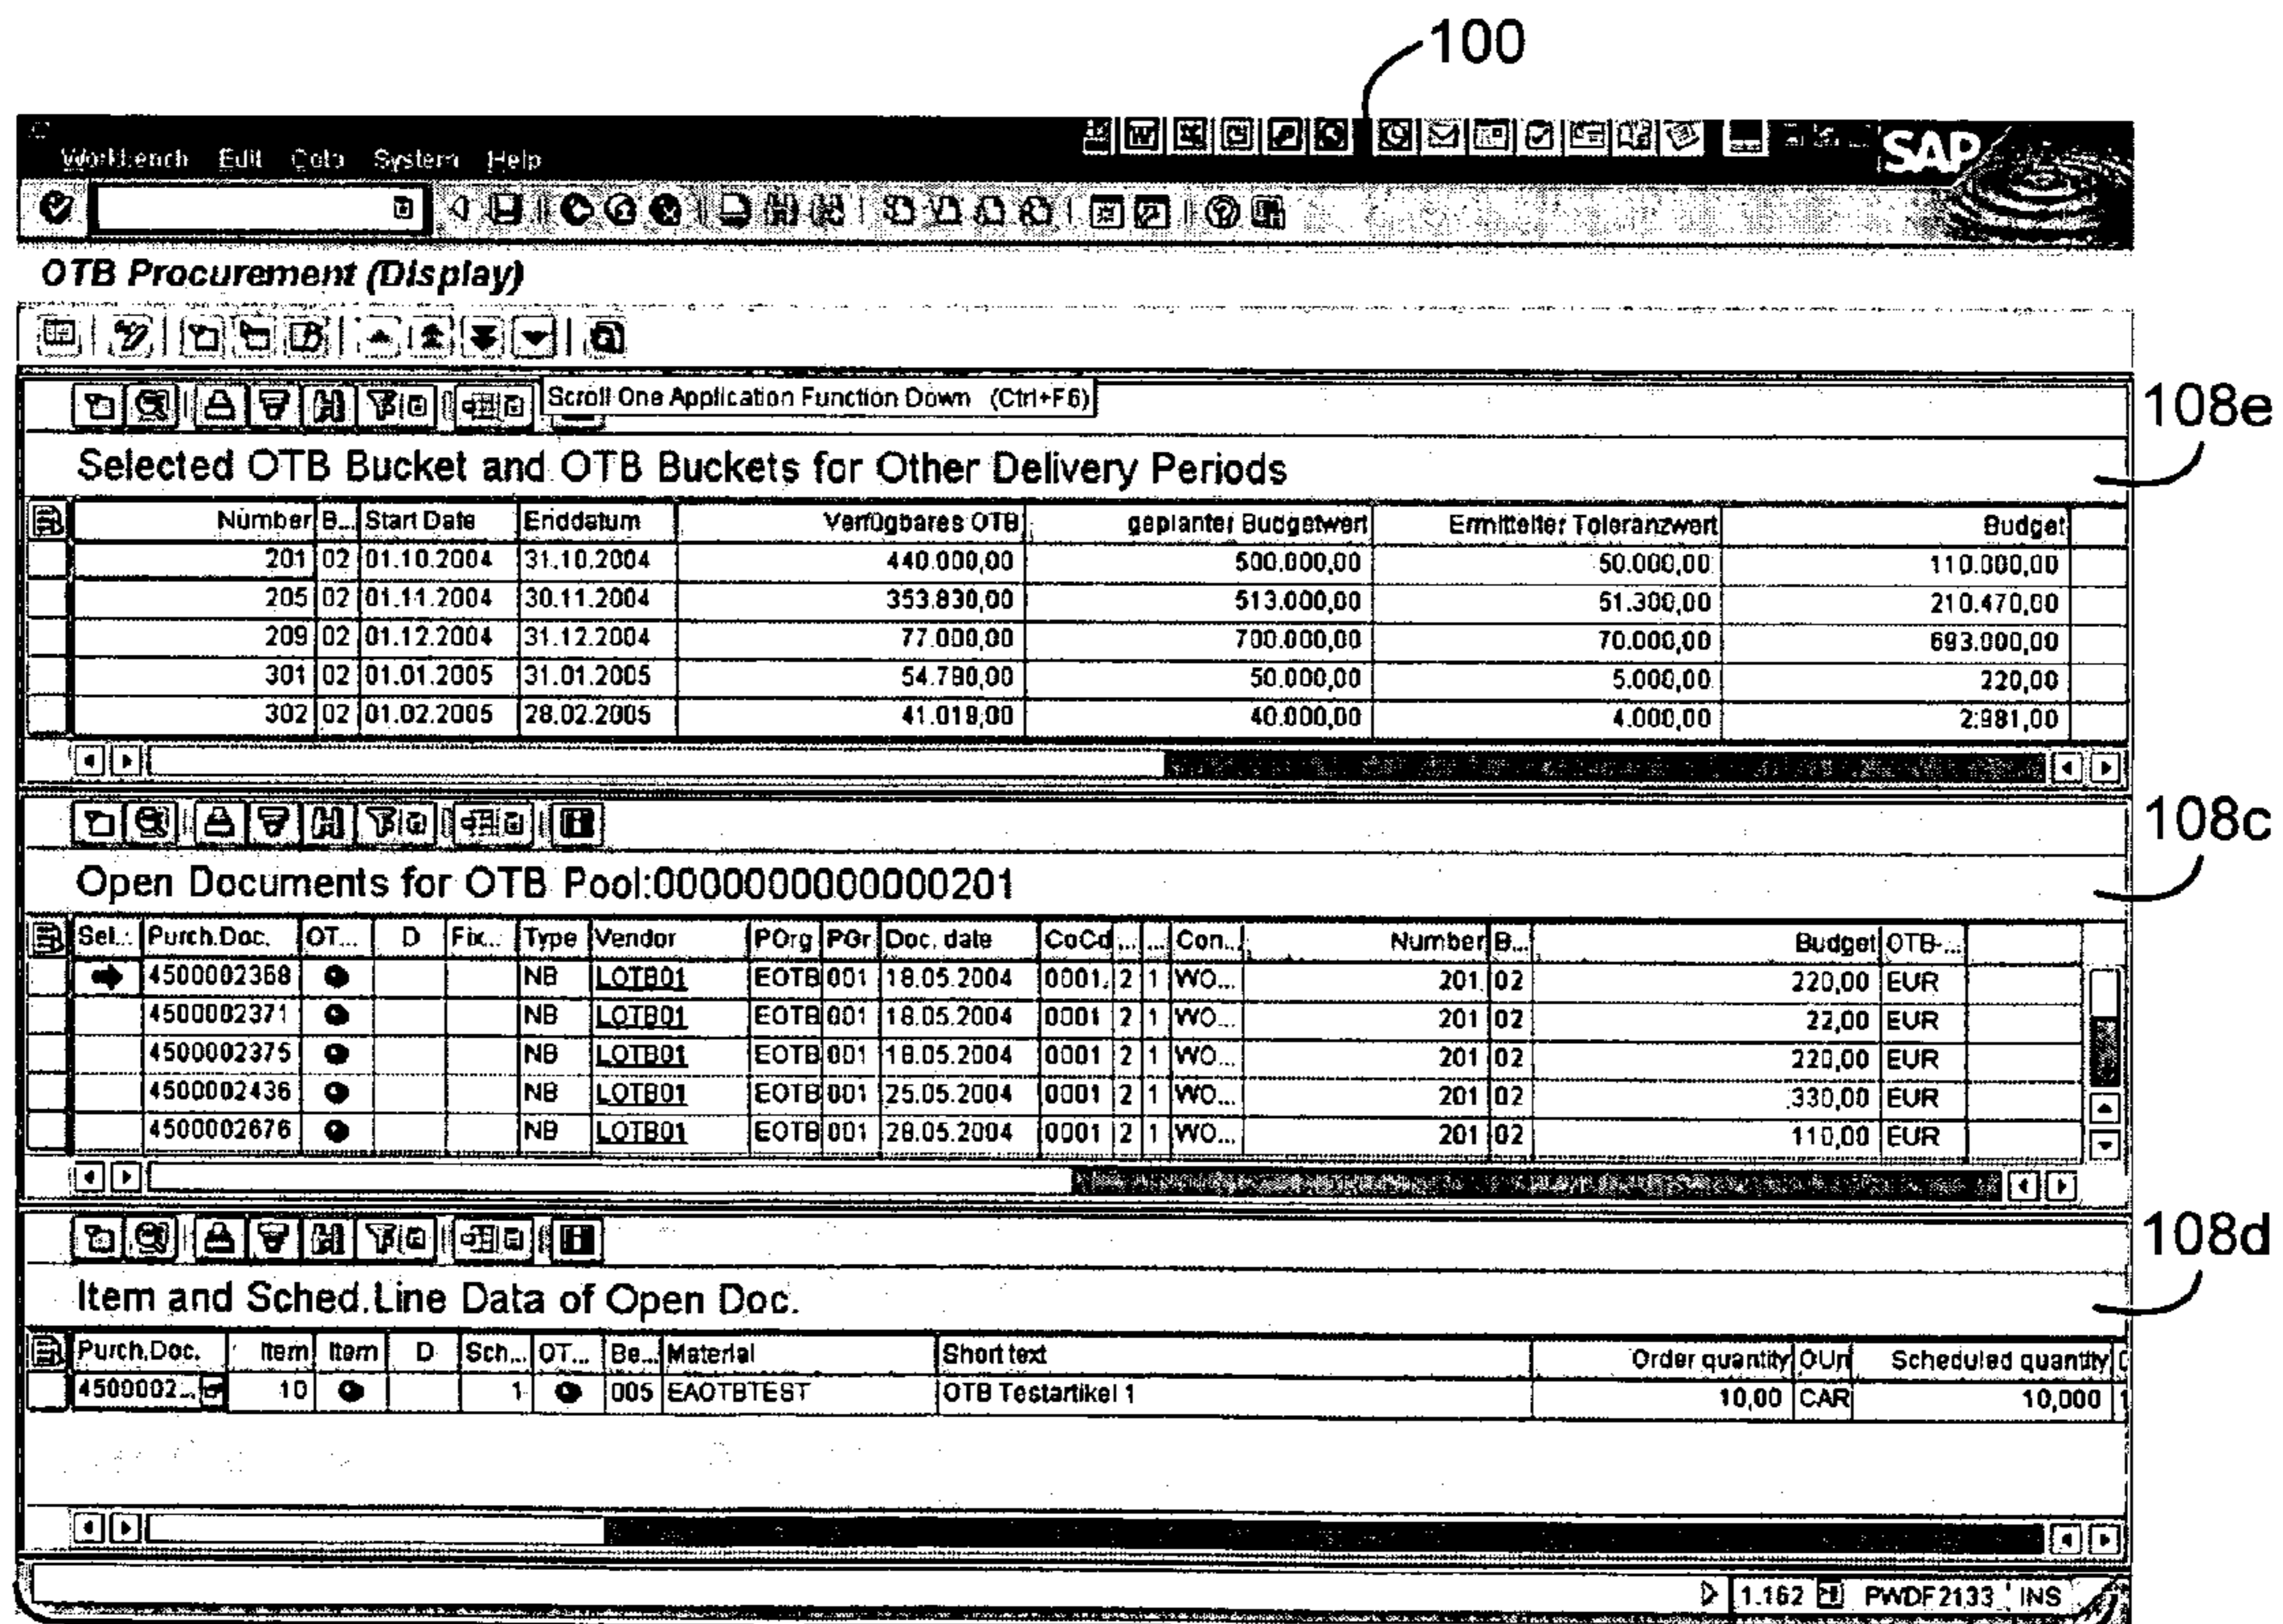 100
Workbench Edit Goto System Help
SAP
OTB Procurement (Display)
Scroll One Application Function Down (Ctrl+F6)
108e
Selected OTB Bucket and OTB Buckets for Other Delivery Periods
Number B... Start Date Enddatum Verfügbares OTB geplanter Budgetwert Ermittelter Toleranzwert Budget
201 02 01.10.2004 31.10.2004 440.000,00 500.000,00 50.000,00 110.000,00
205 02 01.11.2004 30.11.2004 353.830,00 513.000,00 51.300,00 210.470,00
209 02 01.12.2004 31.12.2004 77.000,00 700.000,00 70.000,00 693.000,00
301 02 01.01.2005 31.01.2005 54.780,00 50.000,00 5.000,00 220,00
302 02 01.02.2005 28.02.2005 41.019,00 40.000,00 4.000,00 2.981,00
108c
Open Documents for OTB Pool:0000000000000201
Sel.. Purch.Doc. OT... D Fix... Type Vendor POrg PGr Doc. date CoCd ... ... Con.. Number B... Budget OTB-...
4500002368 NB LOTB01 EOTB 001 18.05.2004 0001 2 1 WO... 201 02 220,00 EUR
4500002371 NB LOTB01 EOTB 001 18.05.2004 0001 2 1 WO... 201 02 22,00 EUR
4500002375 NB LOTB01 EOTB 001 18.05.2004 0001 2 1 WO... 201 02 220,00 EUR
4500002436 NB LOTB01 EOTB 001 25.05.2004 0001 2 1 WO... 201 02 330,00 EUR
4500002676 NB LOTB01 EOTB 001 28.05.2004 0001 2 1 WO... 201 02 110,00 EUR
108d
Item and Sched.Line Data of Open Doc.
Purch.Doc. Item Item D Sch... OT... Be... Material Short text Order quantity OUn Scheduled quantity
4500002... 10 1 005 EAOTBTEST OTB Testartikel 1 10,00 CAR 10,000
1.162 PWDF2133 INS